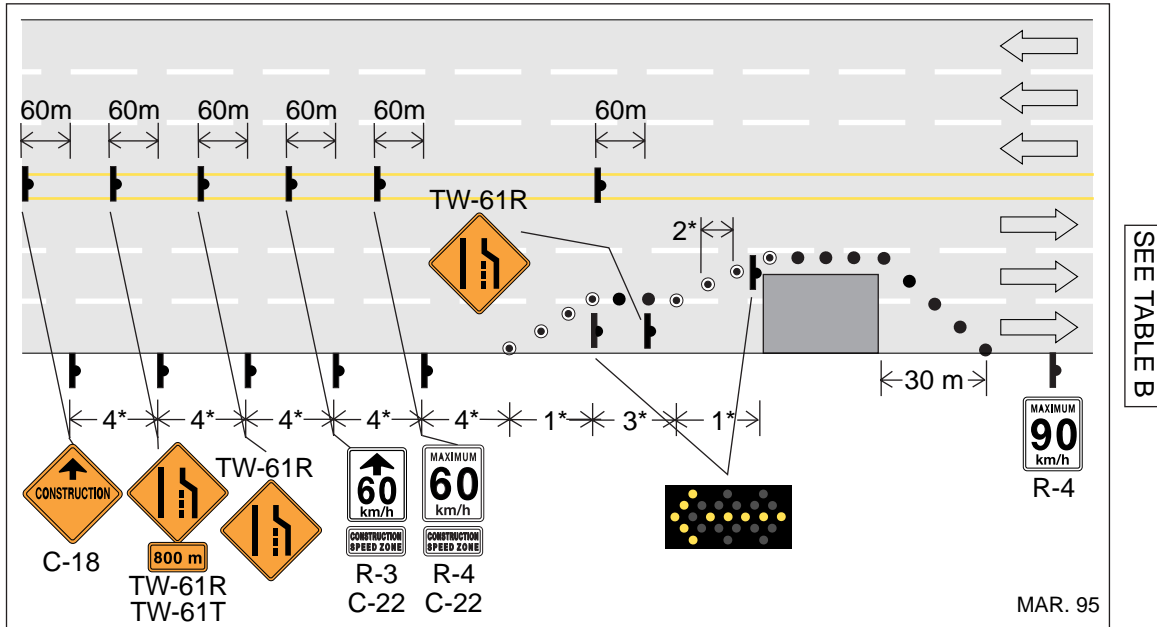 60m 60m 60m 60m 60m 60m
TW-61R
2*
SEE TABLE B
30 m
4* 4* 4* 4* 4* 1* 3* 1*
CONSTRUCTION
C-18
800 m
TW-61R
TW-61T
TW-61R
60
km/h
CONSTRUCTION
SPEED ZONE
R-3
C-22
MAXIMUM
60
km/h
CONSTRUCTION
SPEED ZONE
R-4
C-22
MAXIMUM
90
km/h
R-4
MAR. 95